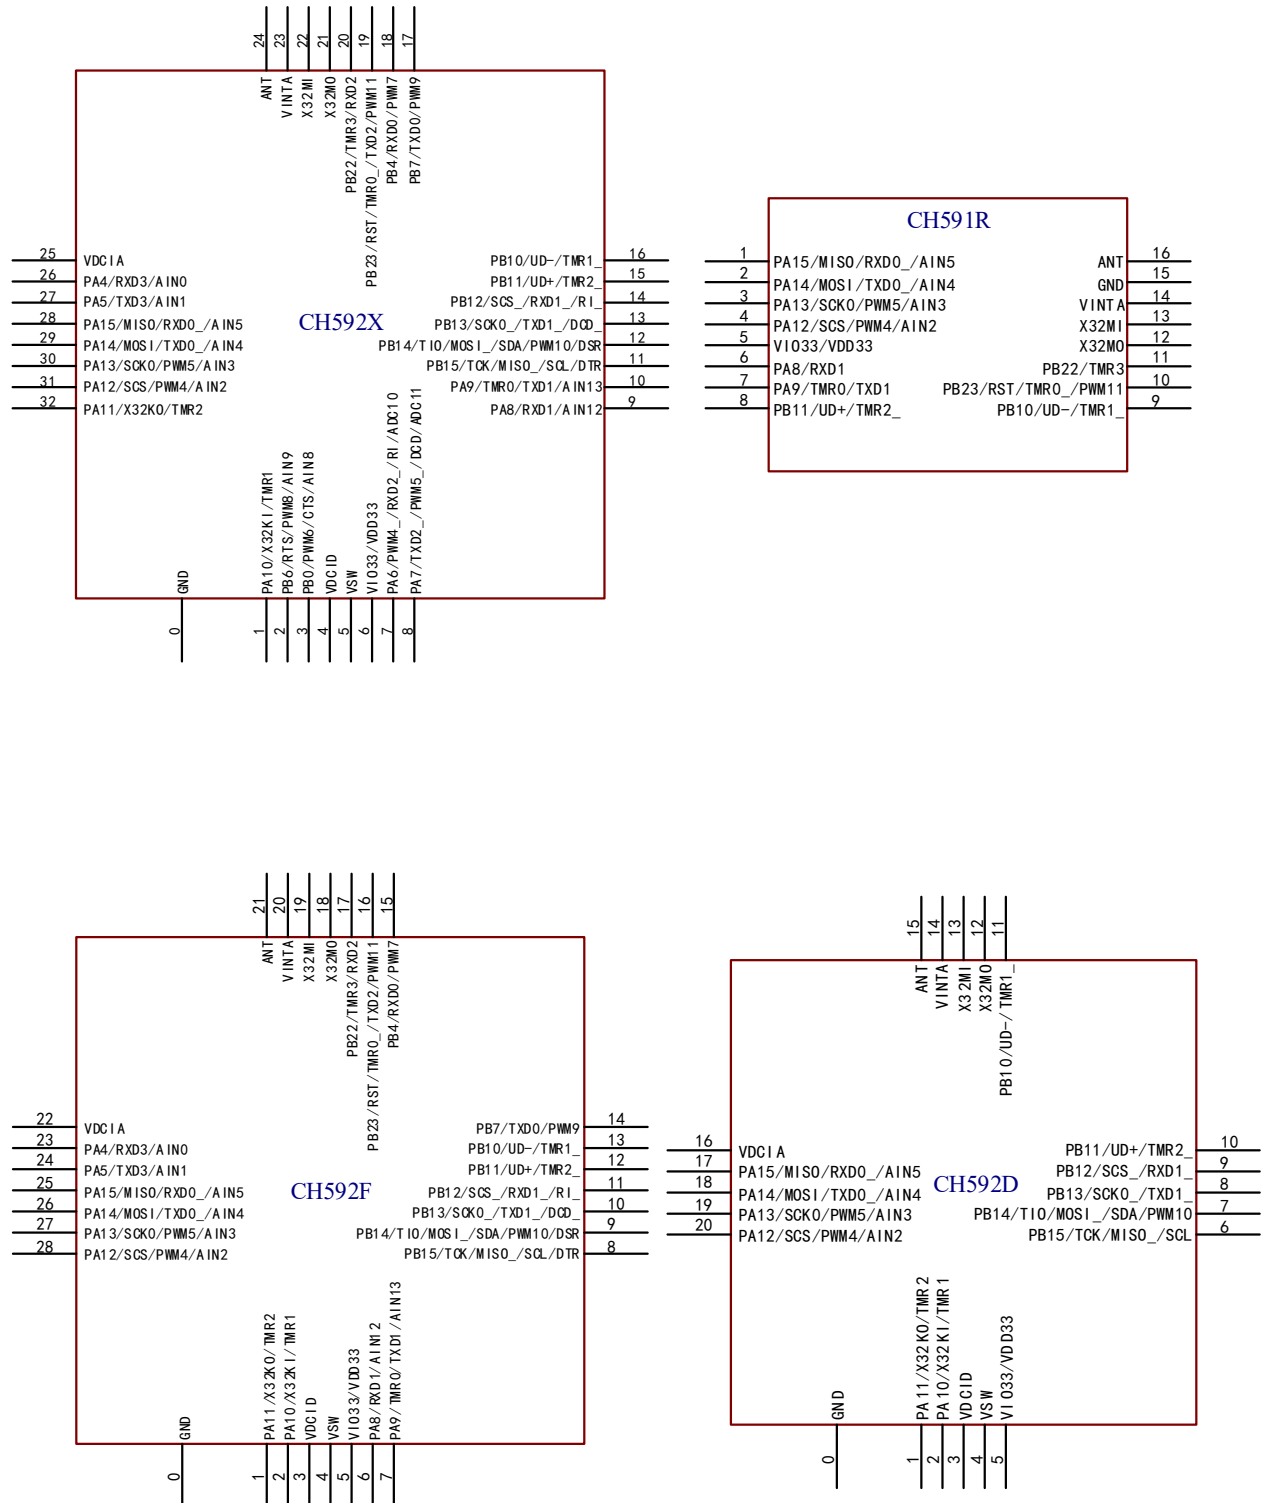 24 23 22 21 20 19 18 17
ANT
VINTA
X32MI
X32MO
PB22/TMR3/RXD2
PB23/RST/TMR0_/TXD2/PWM11
PB4/RXD0/PWM7
PB7/TXD0/PWM9
25 VDCIA
26 PA4/RXD3/AIN0
27 PA5/TXD3/AIN1
28 PA15/MISO/RXD0_/AIN5
29 PA14/MOSI/TXD0_/AIN4
30 PA13/SCK0/PWM5/AIN3
31 PA12/SCS/PWM4/AIN2
32 PA11/X32KO/TMR2
CH592X
PB10/UD-/TMR1_ 16
PB11/UD+/TMR2_ 15
PB12/SCS_/RXD1_/RI_ 14
PB13/SCK0_/TXD1_/DCD_ 13
PB14/TIO/MOSI_/SDA/PWM10/DSR 12
PB15/TCK/MISO_/SCL/DTR 11
PA9/TMR0/TXD1/AIN13 10
PA8/RXD1/AIN12 9
GND
PA10/X32KI/TMR1
PB6/RTS/PWM8/AIN9
PB0/PWM6/CTS/AIN8
VDCID
VSW
VIO33/VDD33
PA6/PWM4_/RXD2_/RI/ADC10
PA7/TXD2_/PWM5_/DCD/ADC11
0 1 2 3 4 5 6 7 8
CH591R
1 PA15/MISO/RXD0_/AIN5
2 PA14/MOSI/TXD0_/AIN4
3 PA13/SCK0/PWM5/AIN3
4 PA12/SCS/PWM4/AIN2
5 VIO33/VDD33
6 PA8/RXD1
7 PA9/TMR0/TXD1
8 PB11/UD+/TMR2_
ANT 16
GND 15
VINTA 14
X32MI 13
X32MO 12
PB22/TMR3 11
PB23/RST/TMR0_/PWM11 10
PB10/UD-/TMR1_ 9
21 20 19 18 17 16 15
ANT
VINTA
X32MI
X32MO
PB22/TMR3/RXD2
PB23/RST/TMR0_/TXD2/PWM11
PB4/RXD0/PWM7
22 VDCIA
23 PA4/RXD3/AIN0
24 PA5/TXD3/AIN1
25 PA15/MISO/RXD0_/AIN5
26 PA14/MOSI/TXD0_/AIN4
27 PA13/SCK0/PWM5/AIN3
28 PA12/SCS/PWM4/AIN2
CH592F
PB7/TXD0/PWM9 14
PB10/UD-/TMR1_ 13
PB11/UD+/TMR2_ 12
PB12/SCS_/RXD1_/RI_ 11
PB13/SCK0_/TXD1_/DCD_ 10
PB14/TIO/MOSI_/SDA/PWM10/DSR 9
PB15/TCK/MISO_/SCL/DTR 8
GND
PA11/X32KO/TMR2
PA10/X32KI/TMR1
VDCID
VSW
VIO33/VDD33
PA8/RXD1/AIN12
PA9/TMR0/TXD1/AIN13
0 1 2 3 4 5 6 7
15 14 13 12 11
ANT
VINTA
X32MI
X32MO
PB10/UD-/TMR1_
16 VDCIA
17 PA15/MISO/RXD0_/AIN5
18 PA14/MOSI/TXD0_/AIN4
19 PA13/SCK0/PWM5/AIN3
20 PA12/SCS/PWM4/AIN2
CH592D
PB11/UD+/TMR2_ 10
PB12/SCS_/RXD1_ 9
PB13/SCK0_/TXD1_ 8
PB14/TIO/MOSI_/SDA/PWM10 7
PB15/TCK/MISO_/SCL 6
GND
PA11/X32KO/TMR2
PA10/X32KI/TMR1
VDCID
VSW
VIO33/VDD33
0 1 2 3 4 5